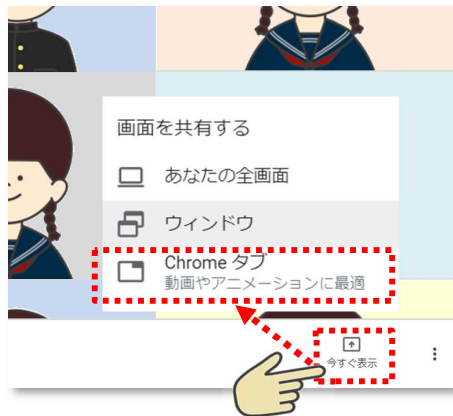 画面を共有する
あなたの全画面
ウィンドウ
Chrome タブ
動画やアニメーションに最適
今すぐ表示